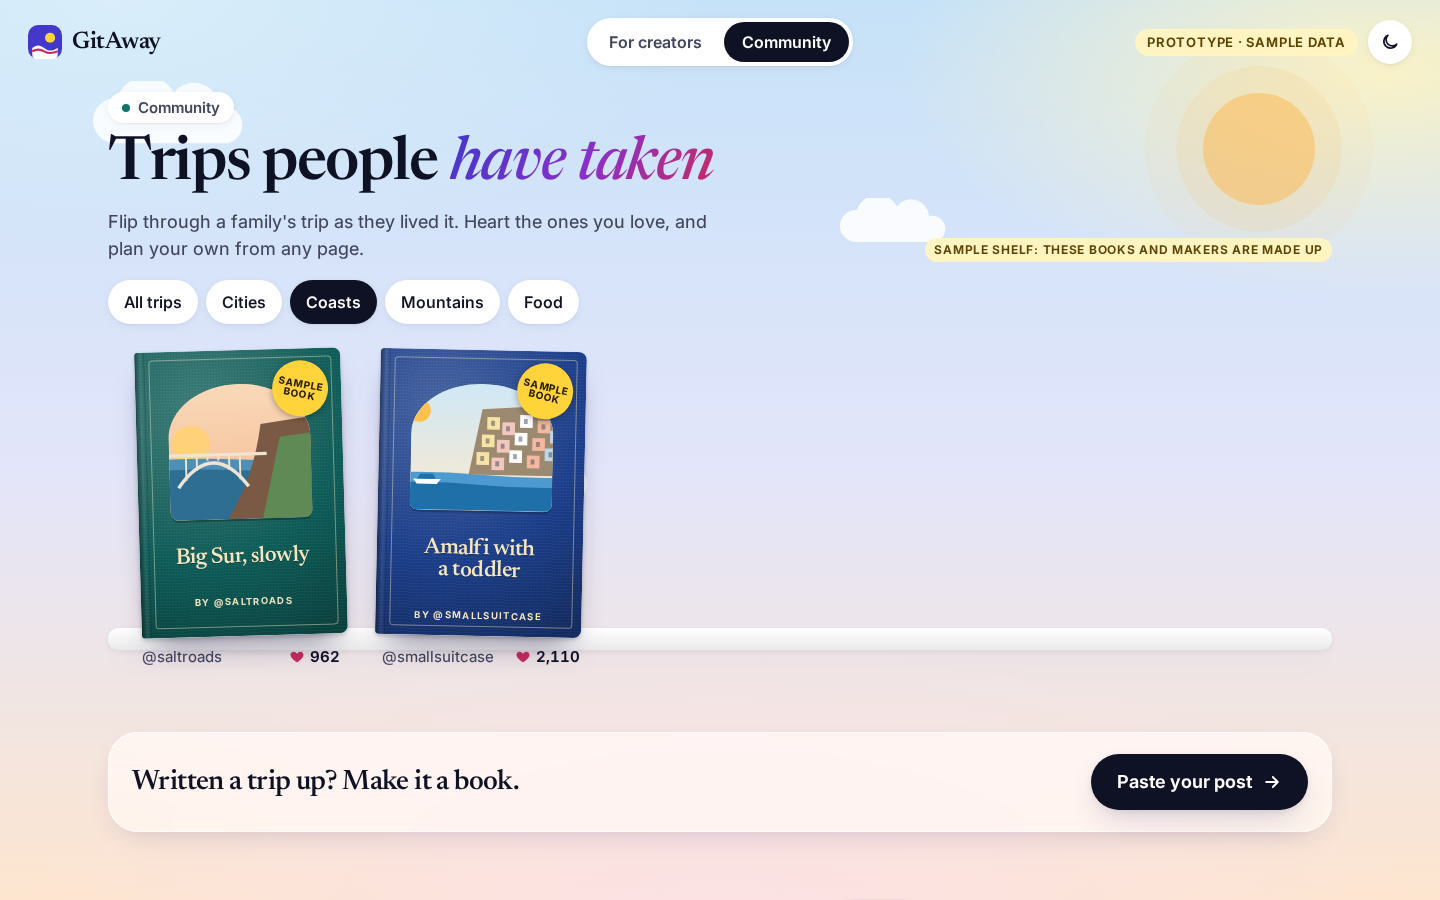 GitAway
For creators
Community
PROTOTYPE · SAMPLE DATA
Community
Trips people have taken
Flip through a family's trip as they lived it. Heart the ones you love, and
plan your own from any page.
SAMPLE SHELF: THESE BOOKS AND MAKERS ARE MADE UP
All trips
Cities
Coasts
Mountains
Food
SAMPLE
BOOK
Big Sur, slowly
BY @SALTROADS
SAMPLE
BOOK
Amalfi with
a toddler
BY @SMALLSUITCASE
@saltroads
962
@smallsuitcase
2,110
Written a trip up? Make it a book.
Paste your post →